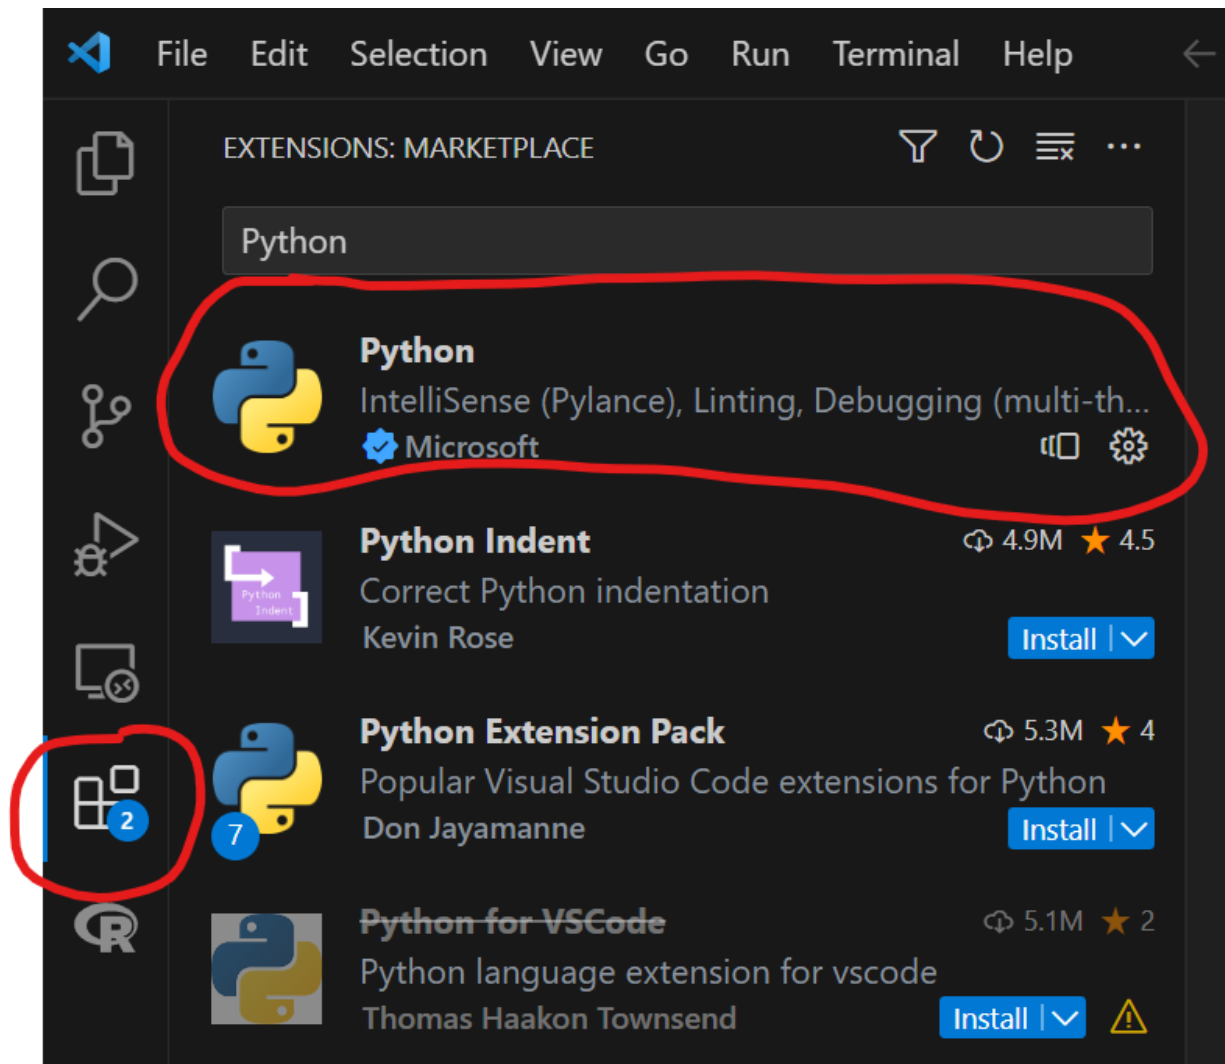 File Edit Selection View Go Run Terminal Help
EXTENSIONS: MARKETPLACE
Python
Python
IntelliSense (Pylance), Linting, Debugging (multi-th...
Microsoft
Python Indent 4.9M 4.5
Correct Python indentation
Kevin Rose Install
Python Indent
Python Extension Pack 5.3M 4
Popular Visual Studio Code extensions for Python
Don Jayamanne Install
2
7
Python for VSCode 5.1M 2
Python language extension for vscode
Thomas Haakon Townsend Install
R